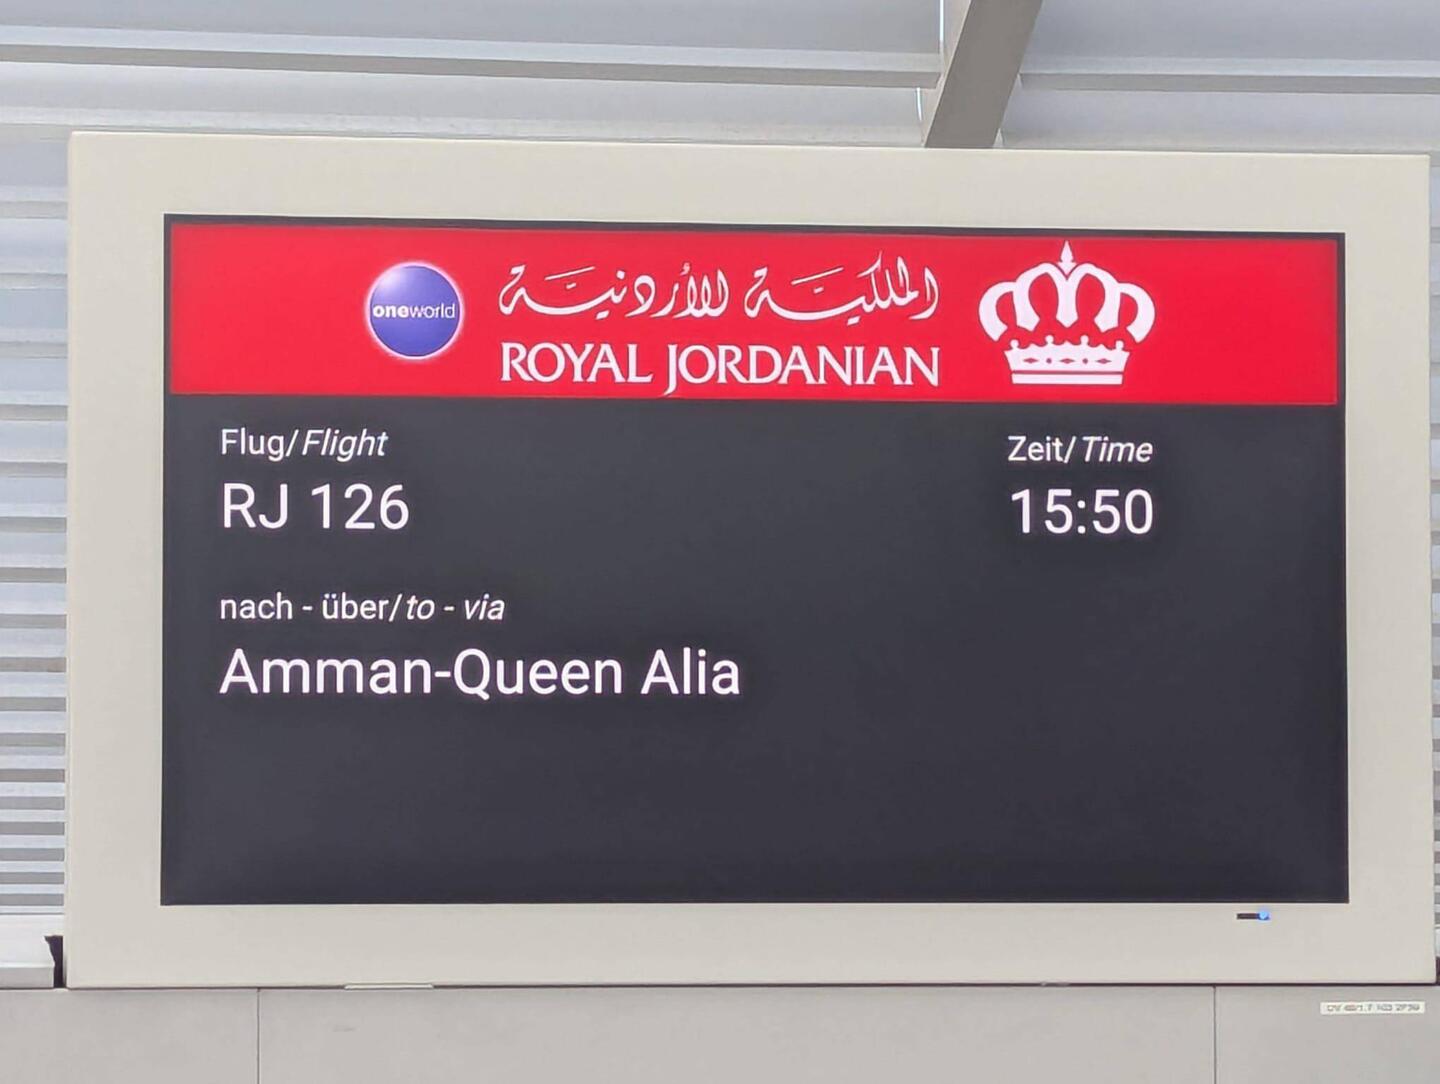 oneworld
الملكية الأردنية
ROYAL JORDANIAN
Flug/Flight
Zeit/Time
RJ 126
15:50
nach - über/to - via
Amman-Queen Alia